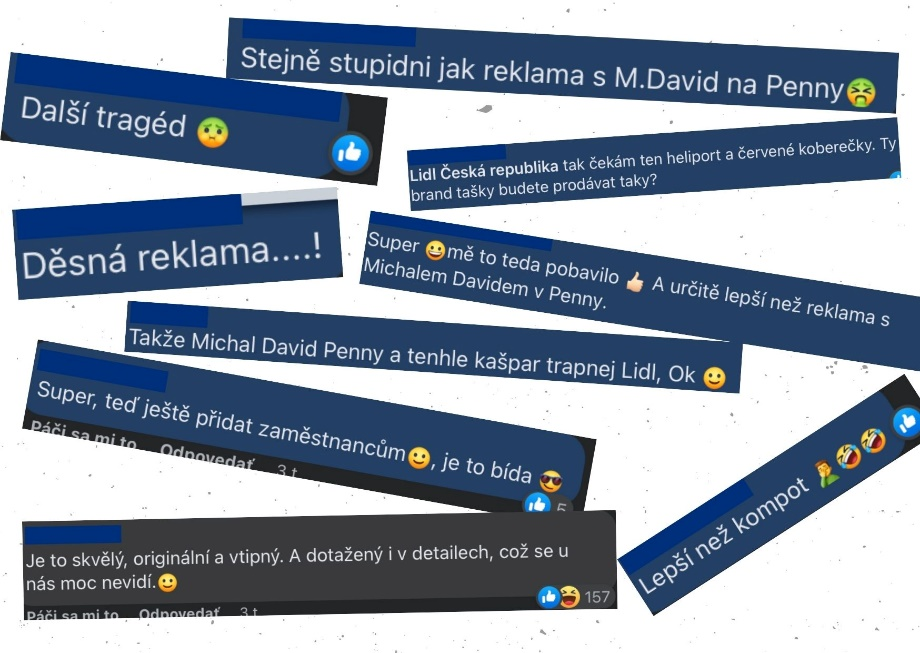 Stejně stupidni jak reklama s M.David na Penny🤮
Další tragéd 🤢
Lidl Česká republika tak čekám ten heliport a červené koberečky. Ty
brand tašky budete prodávat taky?
Děsná reklama....!
Super 😀mě to teda pobavilo 👍🏻 A určitě lepší než reklama s
Michalem Davidem v Penny.
Takže Michal David Penny a tenhle kašpar trapnej Lidl, Ok 🙂
Super, teď ještě přidat zaměstnancům🙂, je to bída 😎
Páči sa mi to Odpovedať 3 t
5
Lepší než kompot 🤦‍♂️🤣🤣
Je to skvělý, originální a vtipný. A dotažený i v detailech, což se u
nás moc nevidí.🙂
157
Páči sa mi to Odpovedať 3 t